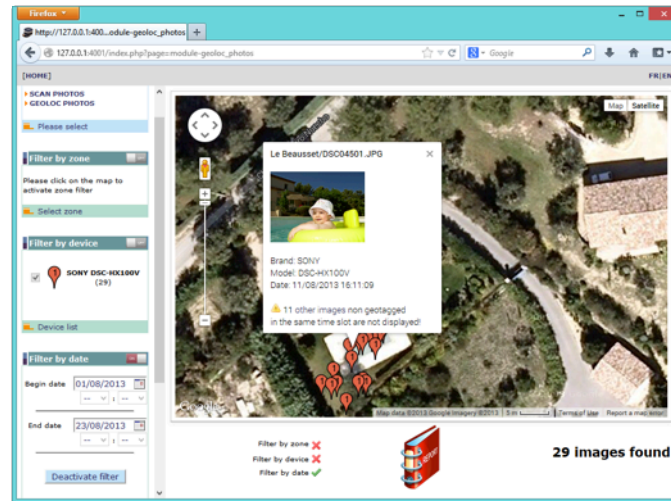 Firefox
http://127.0.0.1:400...odule-geoloc_photos
127.0.0.1:4001/index.php?page=module-geoloc_photos
Google
[HOME]
FR|EN
SCAN PHOTOS
GEOLOC PHOTOS
Please select
Filter by zone
Please click on the map to
activate zone filter
Select zone
Filter by device
SONY DSC-HX100V
(29)
Device list
Filter by date
Begin date 01/08/2013
-- : --
End date 23/08/2013
-- : --
Deactivate filter
Map Satellite
Le Beausset/DSC04501.JPG
Brand: SONY
Model: DSC-HX100V
Date: 11/08/2013 16:11:09
11 other images non geotagged
in the same time slot are not displayed!
Google
Map data ©2013 Google Imagery ©2013 5 m Terms of Use Report a map error
Filter by zone
Filter by device
Filter by date
REPORT
29 images found